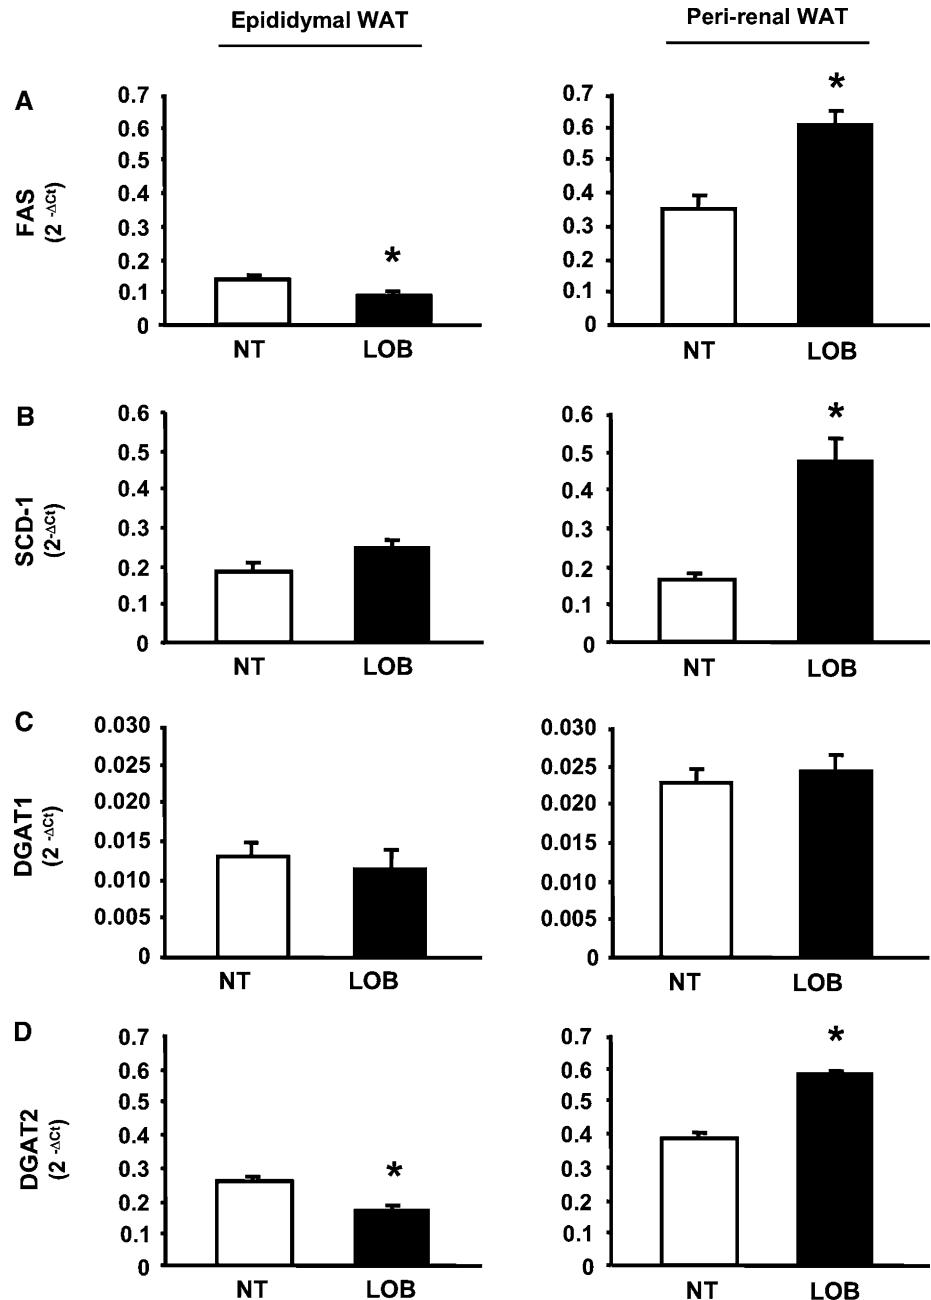 Epididymal WAT
Peri-renal WAT
A
FAS
(2 -ΔCt)
0.7
0.6
0.5
0.4
0.3
0.2
0.1
0
*
NT LOB
0.7
0.6
0.5
0.4
0.3
0.2
0.1
0
*
NT LOB
B
SCD-1
(2-ΔCt)
0.6
0.5
0.4
0.3
0.2
0.1
0
NT LOB
0.6
0.5
0.4
0.3
0.2
0.1
0
*
NT LOB
C
DGAT1
(2 -ΔCt)
0.030
0.025
0.020
0.015
0.010
0.005
0
NT LOB
0.030
0.025
0.020
0.015
0.010
0.005
0
NT LOB
D
DGAT2
(2 -ΔCt)
0.7
0.6
0.5
0.4
0.3
0.2
0.1
0
*
NT LOB
0.7
0.6
0.5
0.4
0.3
0.2
0.1
0
*
NT LOB